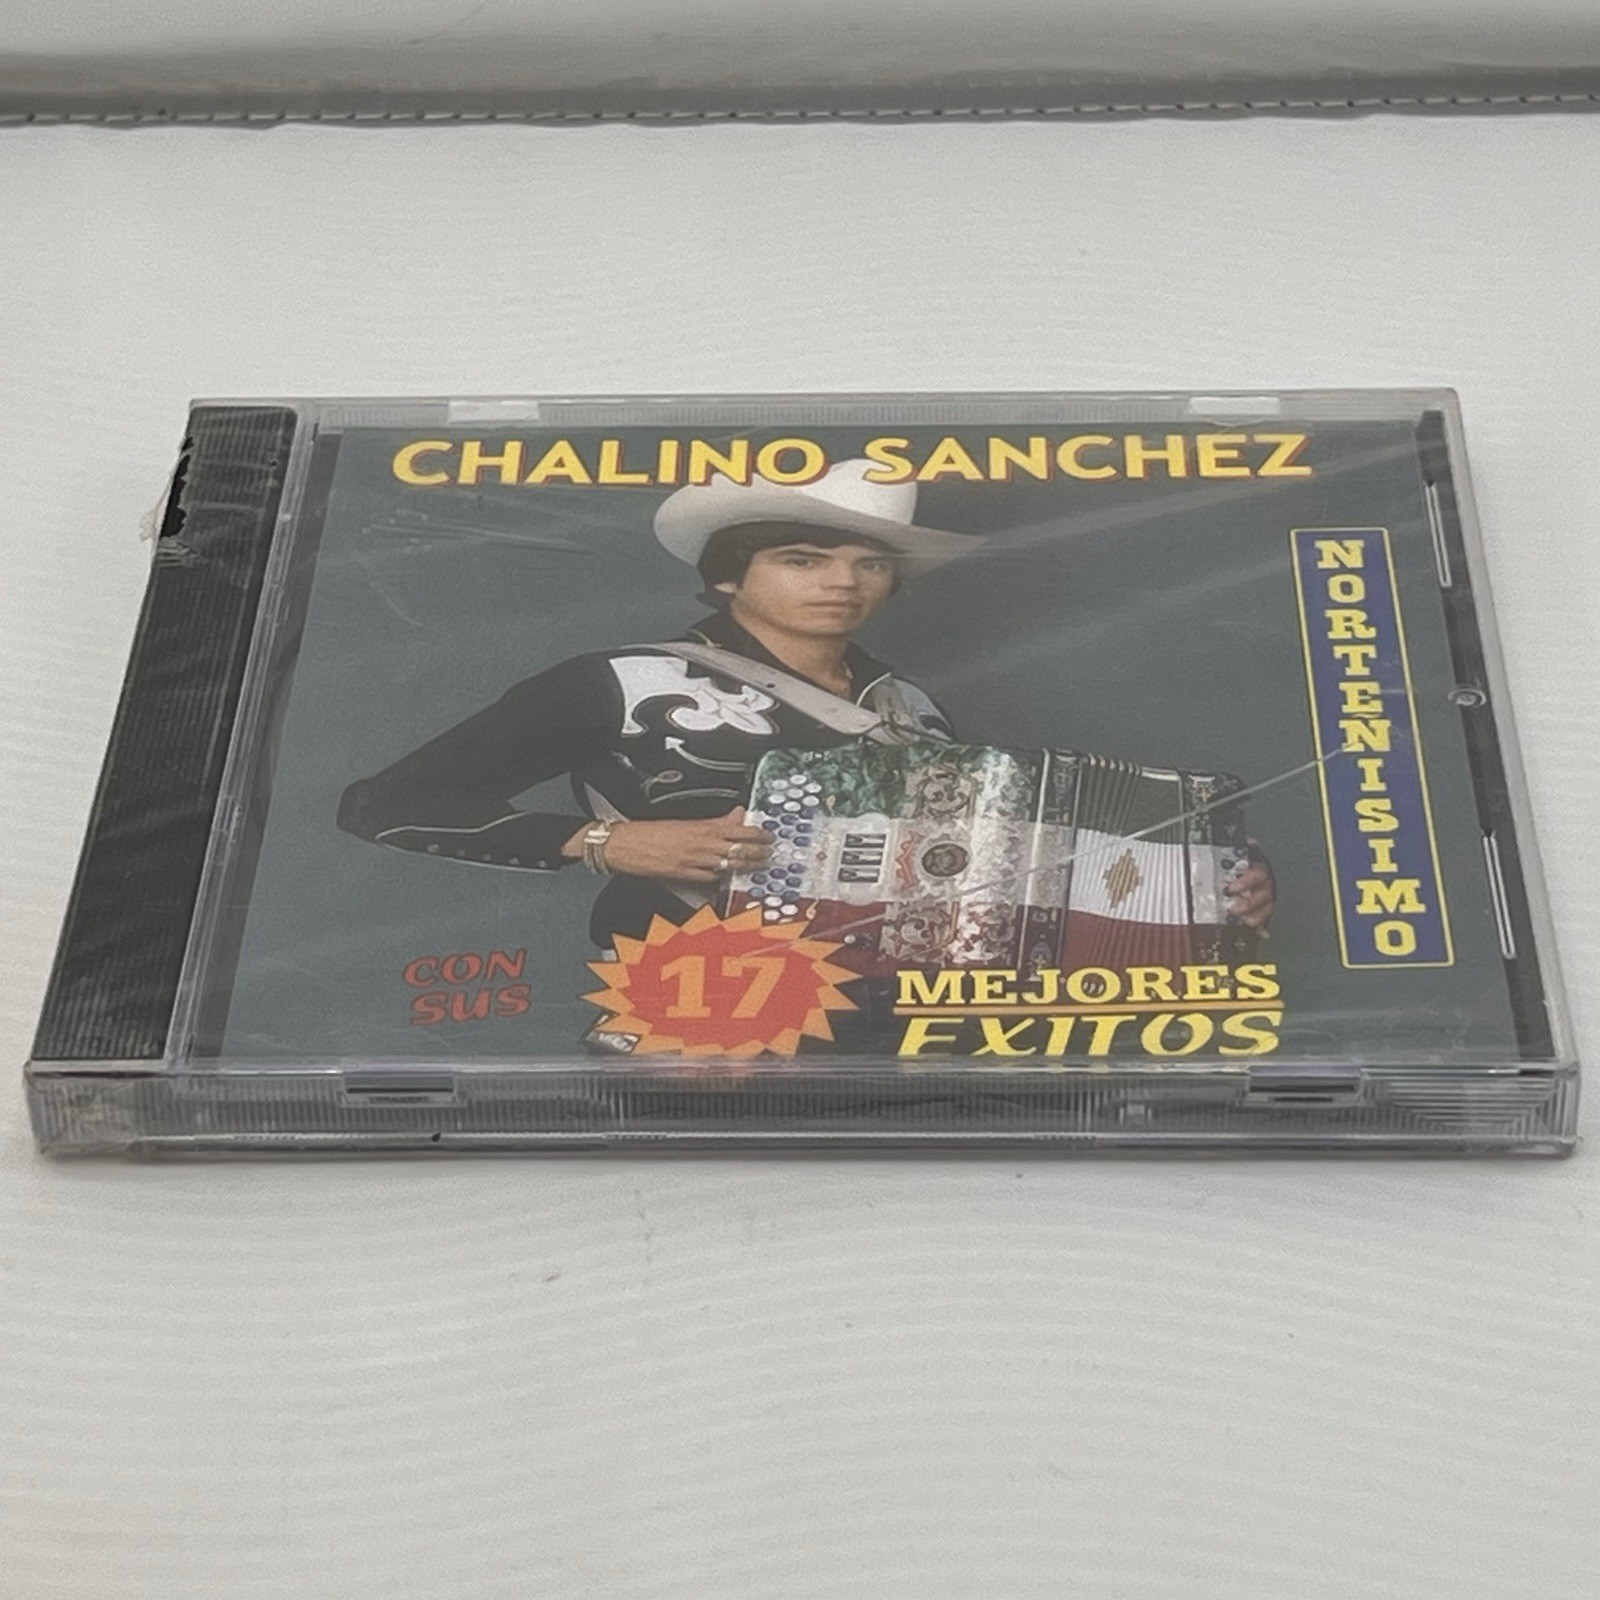 CHALINO SANCHEZ
NORTEÑISIMO
CON
SUS
17
MEJORES
EXITOS